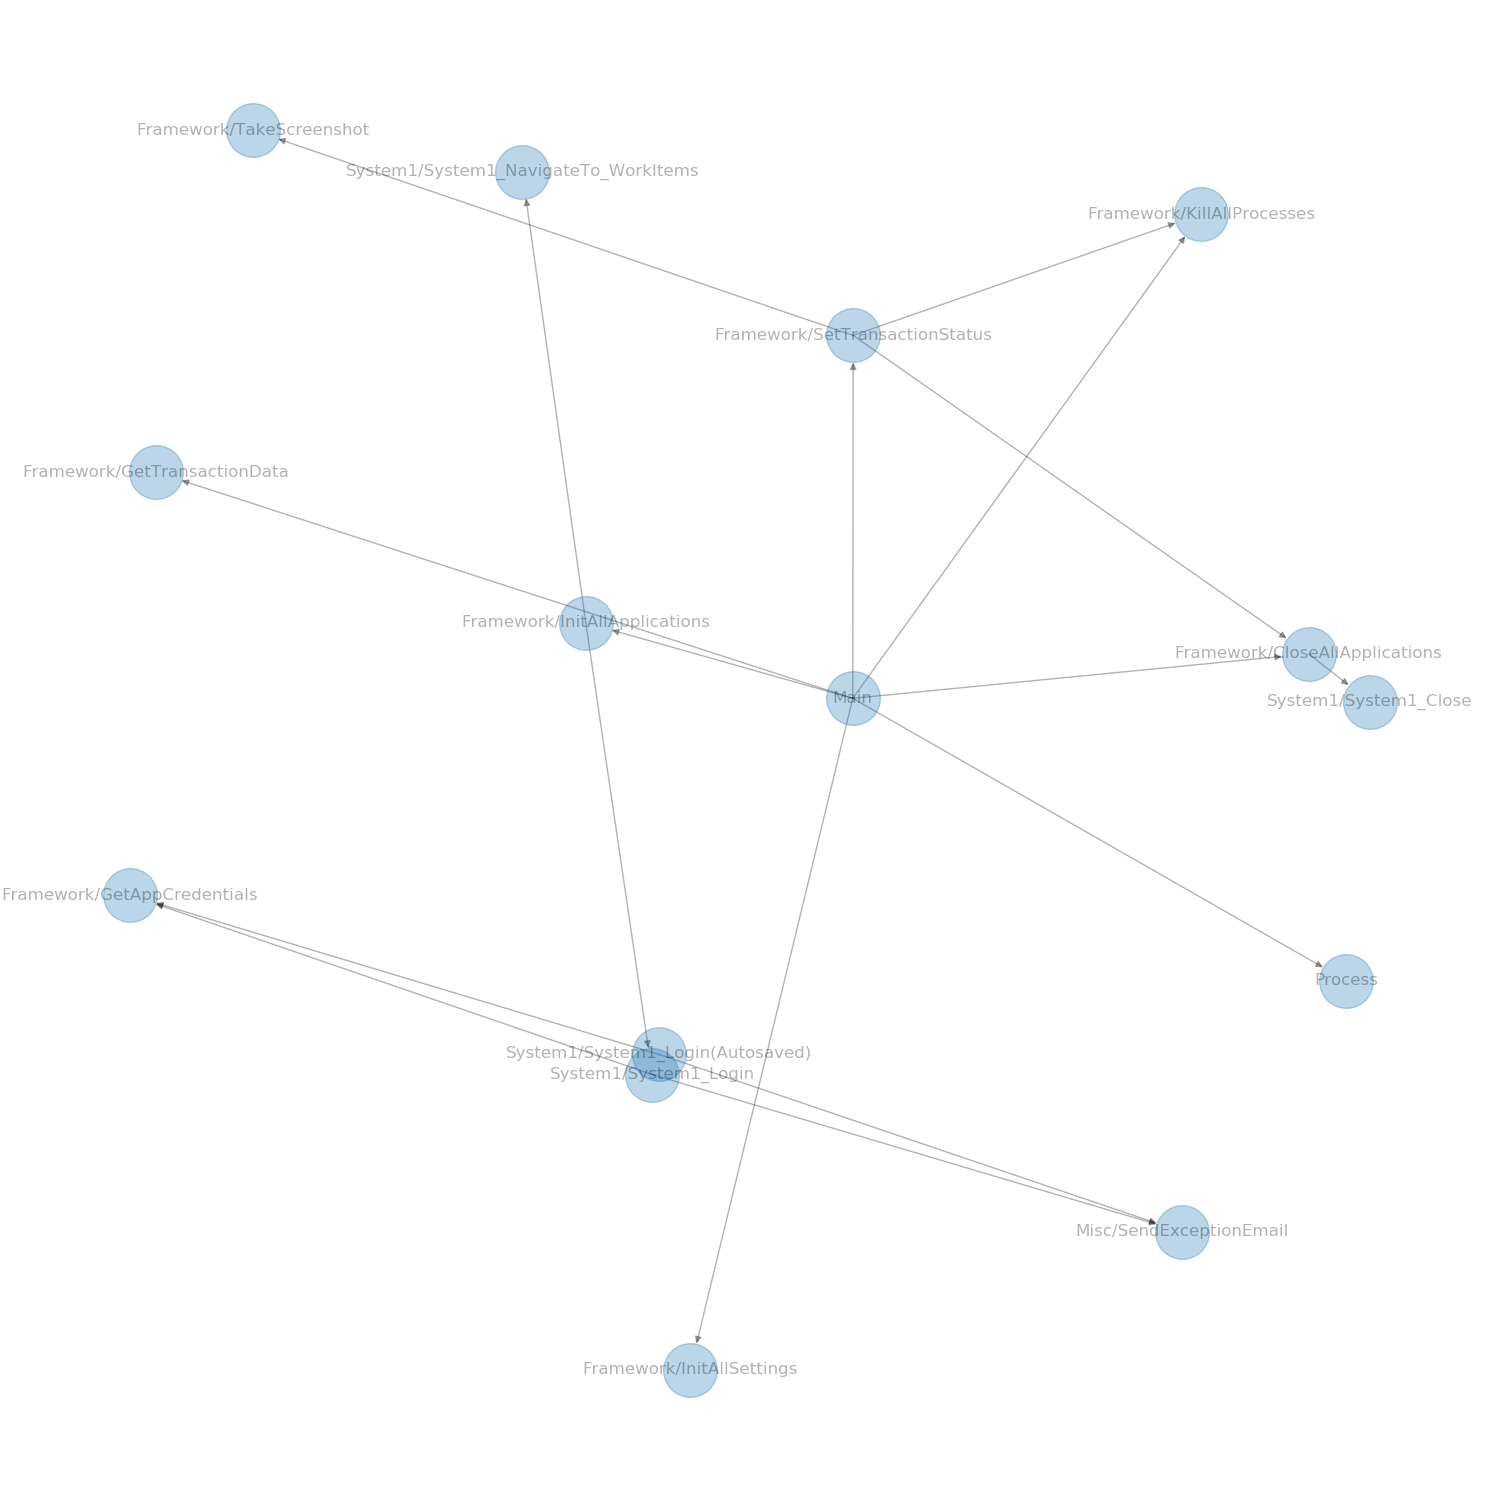 Framework/TakeScreenshot
System1/System1_NavigateTo_WorkItems
Framework/KillAllProcesses
Framework/SetTransactionStatus
Framework/GetTransactionData
Framework/InitAllApplications
Framework/CloseAllApplications
Main
System1/System1_Close
Framework/GetAppCredentials
Process
System1/System1_Login(Autosaved)
System1/System1_Login
Misc/SendExceptionEmail
Framework/InitAllSettings